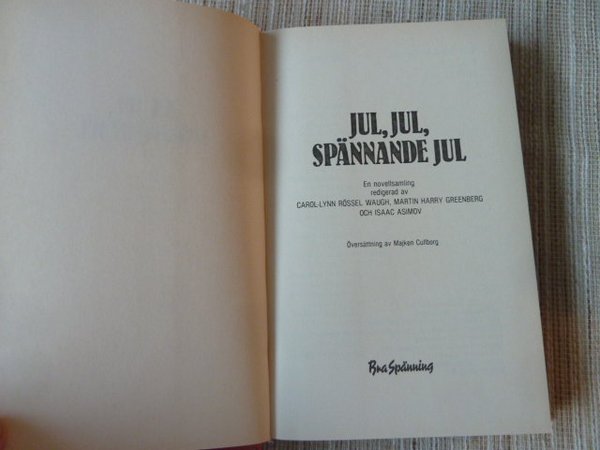 JUL, JUL,
SPÄNNANDE JUL
En novellsamling
redigerad av
CAROL-LYNN RÖSSEL WAUGH, MARTIN HARRY GREENBERG
OCH ISAAC ASIMOV
Översättning av Majken Cullborg
Bra Spänning